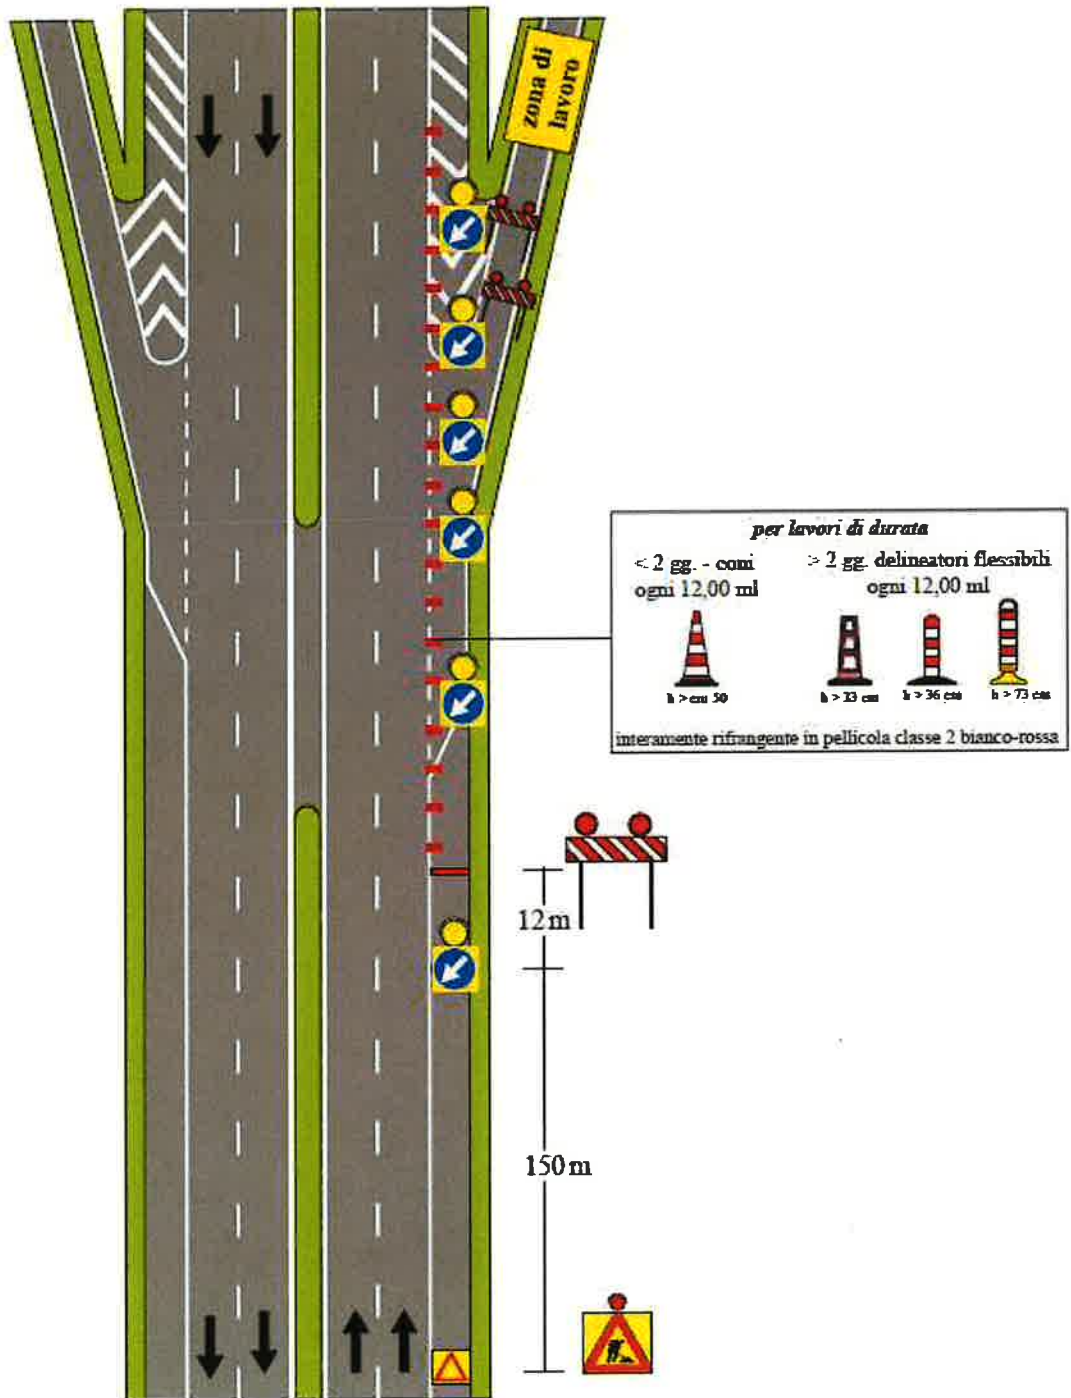 zona di
lavoro
per lavori di durata
< 2 gg. - coni
ogni 12,00 ml
> 2 gg. delineatori flessibili
ogni 12,00 ml
h > cm 50
h > 33 cm
h > 36 cm
h > 73 cm
interamente rifrangente in pellicola classe 2 bianco-rossa
12 m
150 m